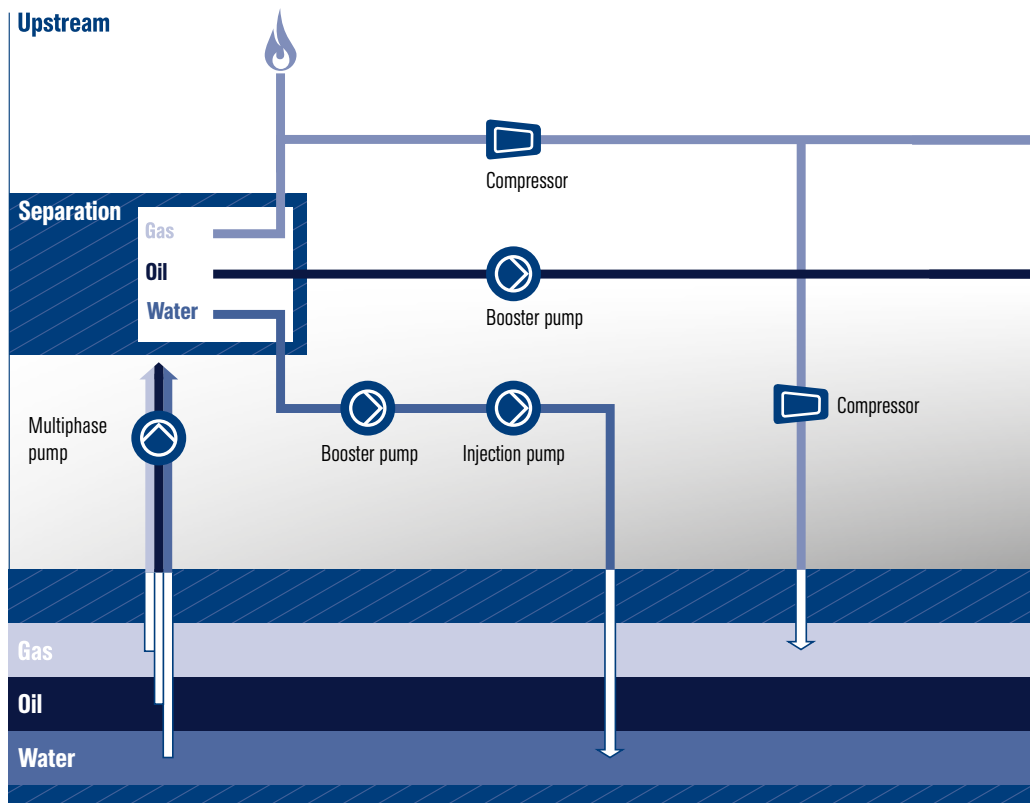 Upstream
Compressor
Separation
Gas
Oil
Water
Booster pump
Compressor
Multiphase
pump
Booster pump
Injection pump
Gas
Oil
Water